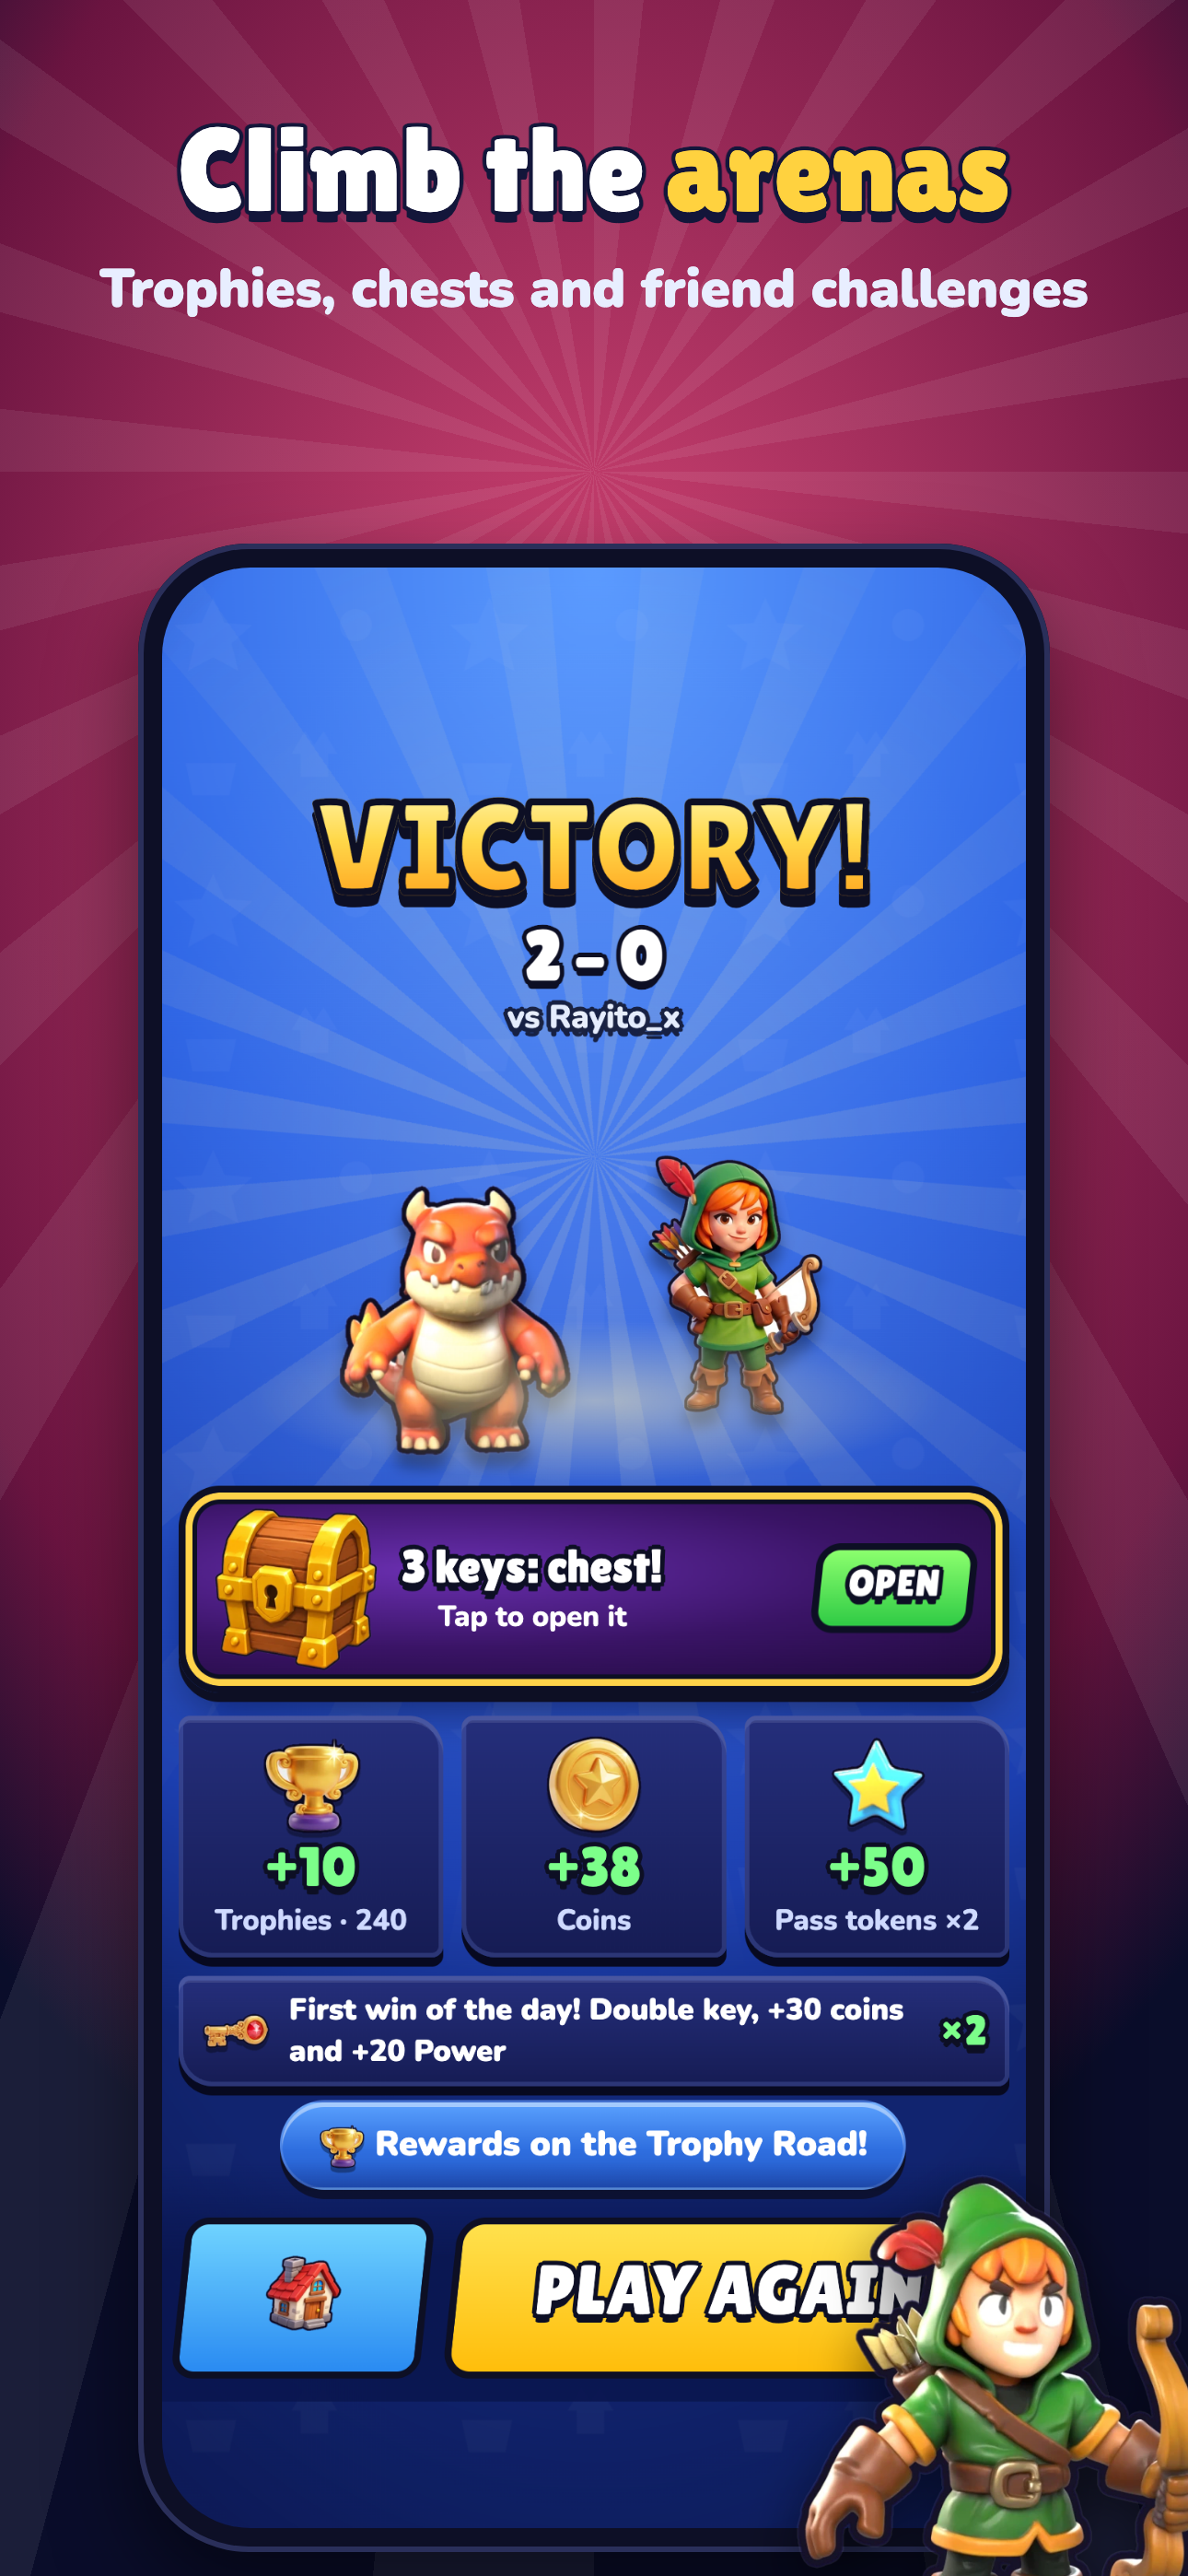 Climb the arenas
Trophies, chests and friend challenges
VICTORY!
2 – 0
vs Rayito_x
3 keys: chest!
Tap to open it
OPEN
+10
Trophies · 240
+38
Coins
+50
Pass tokens ×2
First win of the day! Double key, +30 coins
and +20 Power
×2
Rewards on the Trophy Road!
PLAY AGAIN